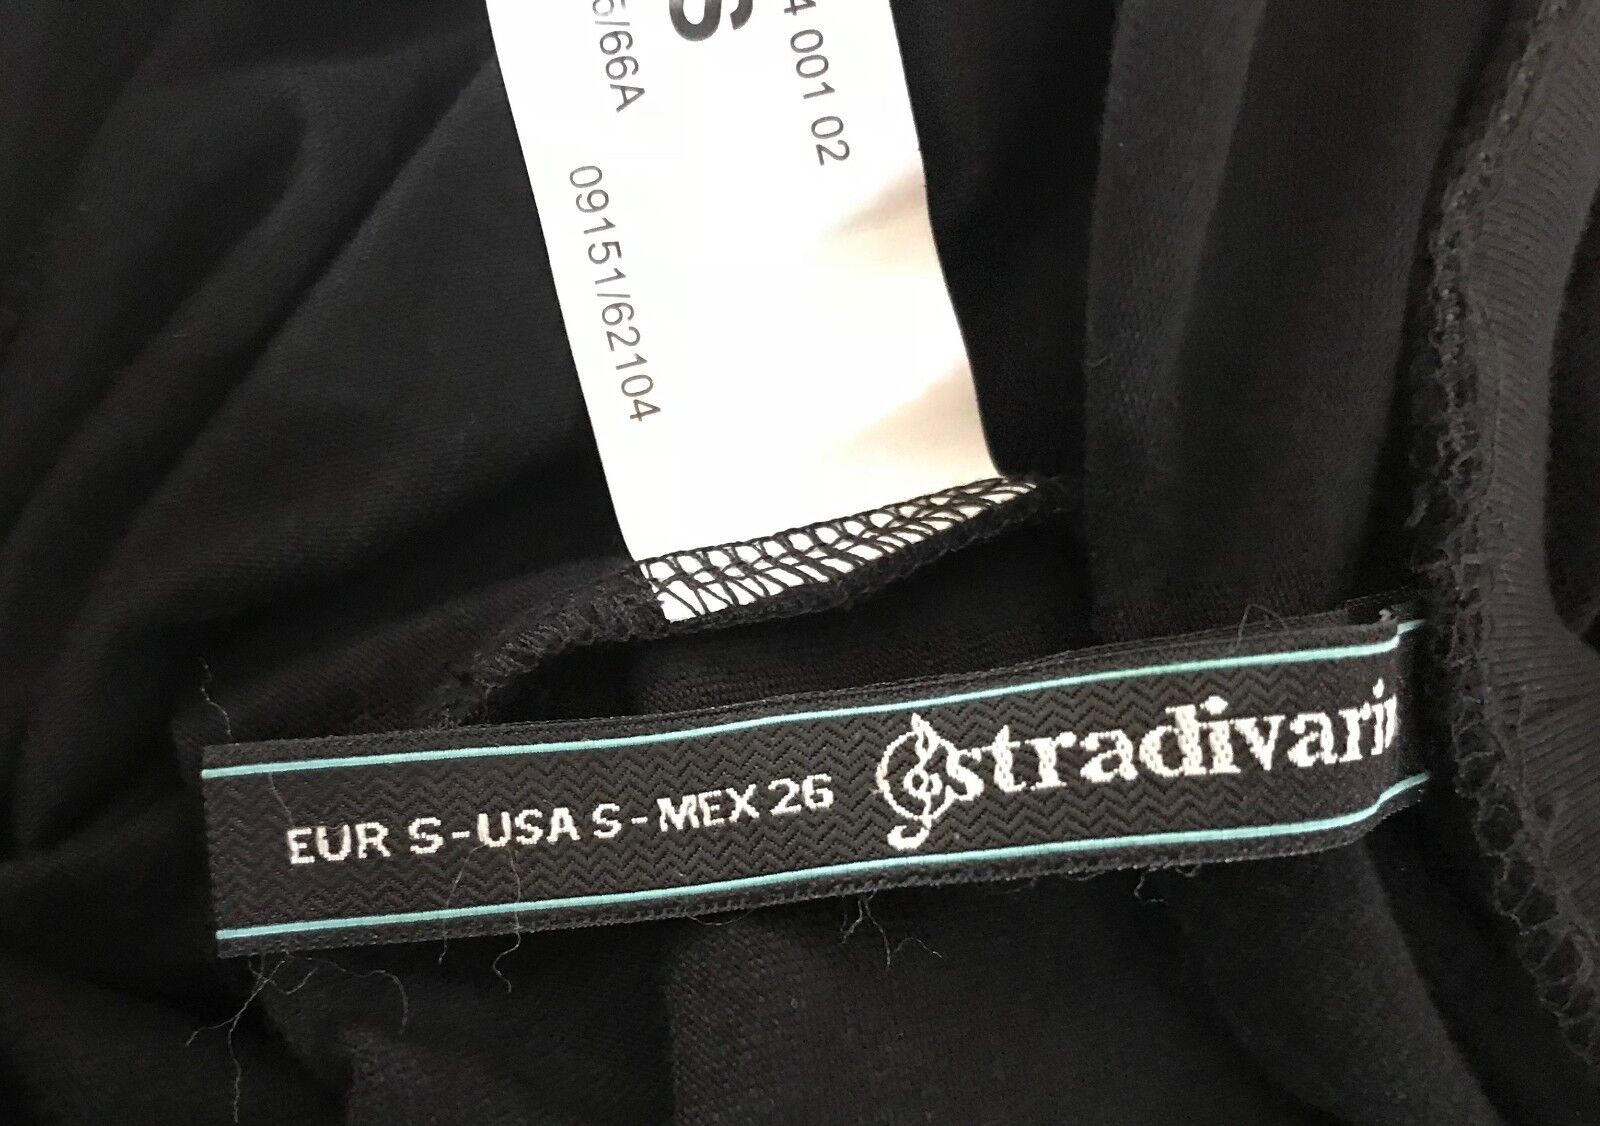 S
4 001 02
5/66A 09151/62104
EUR S-USA S-MEX 26 stradivari